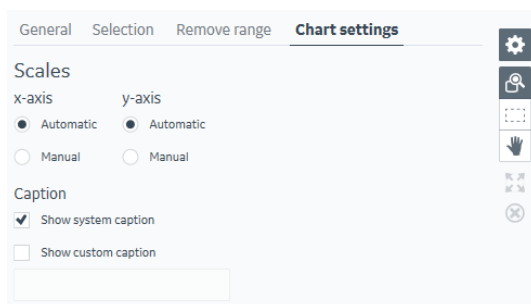 General Selection Remove range Chart settings
Scales
x-axis y-axis
Automatic Automatic
Manual Manual
Caption
Show system caption
Show custom caption